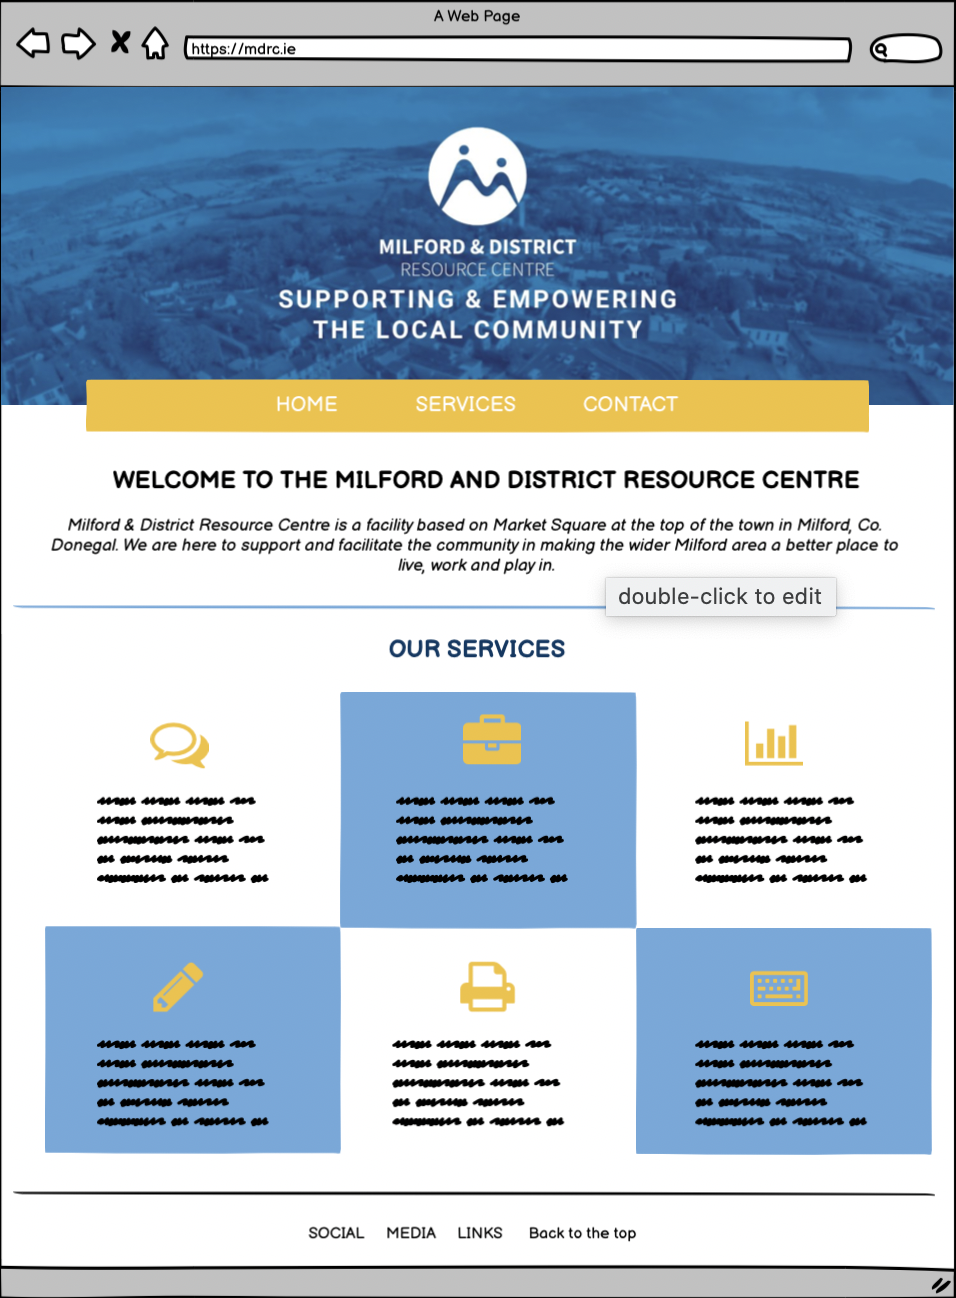 A Web Page
https://mdrc.ie
MILFORD & DISTRICT
RESOURCE CENTRE
SUPPORTING & EMPOWERING
THE LOCAL COMMUNITY
HOME SERVICES CONTACT
WELCOME TO THE MILFORD AND DISTRICT RESOURCE CENTRE
Milford & District Resource Centre is a facility based on Market Square at the top of the town in Milford, Co.
Donegal. We are here to support and facilitate the community in making the wider Milford area a better place to
live, work and play in.
double-click to edit
OUR SERVICES
SOCIAL MEDIA LINKS Back to the top